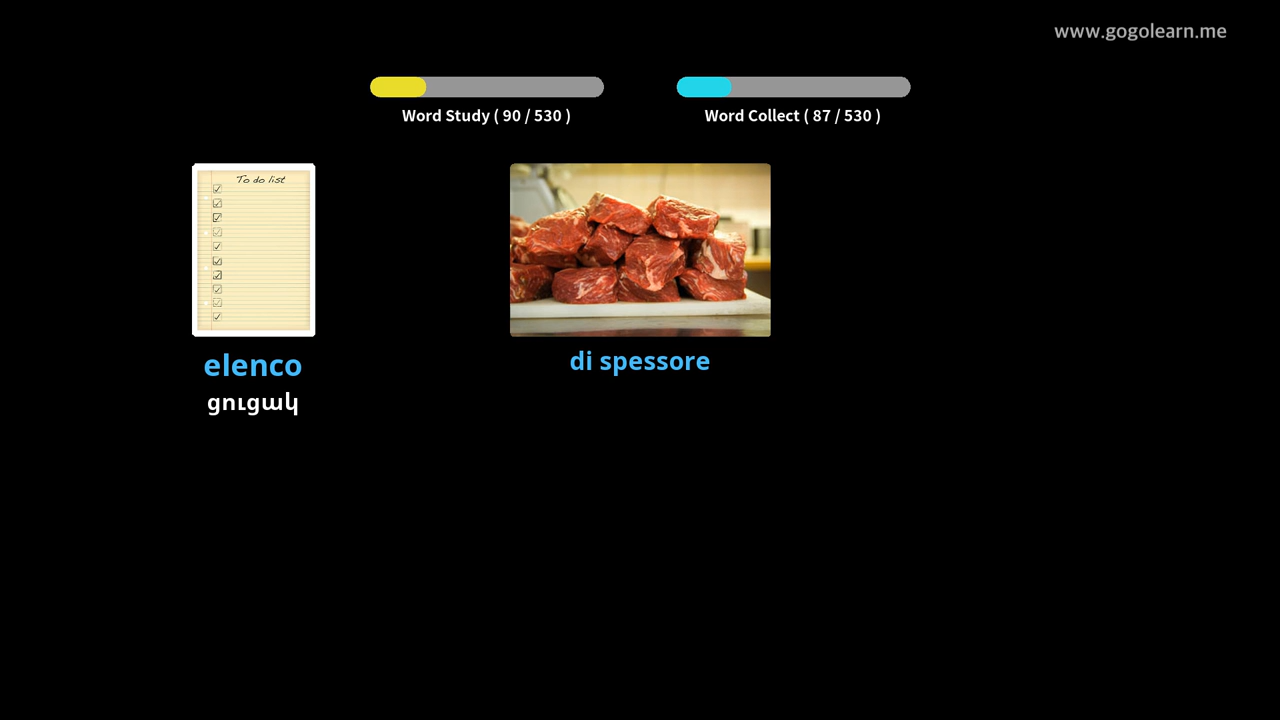 www.gogolearn.me
Word Study ( 90 / 530 )
Word Collect ( 87 / 530 )
To do list
elenco
ցուցակ
di spessore